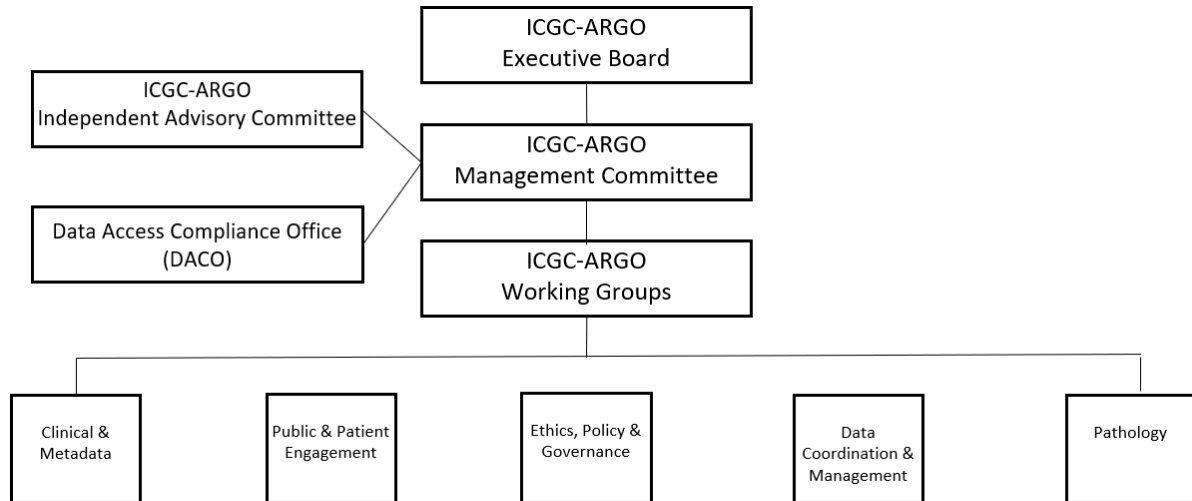 ICGC-ARGO
Executive Board
ICGC-ARGO
Independent Advisory Committee
ICGC-ARGO
Management Committee
Data Access Compliance Office
(DACO)
ICGC-ARGO
Working Groups
Clinical &
Metadata
Public & Patient
Engagement
Ethics, Policy &
Governance
Data
Coordination &
Management
Pathology